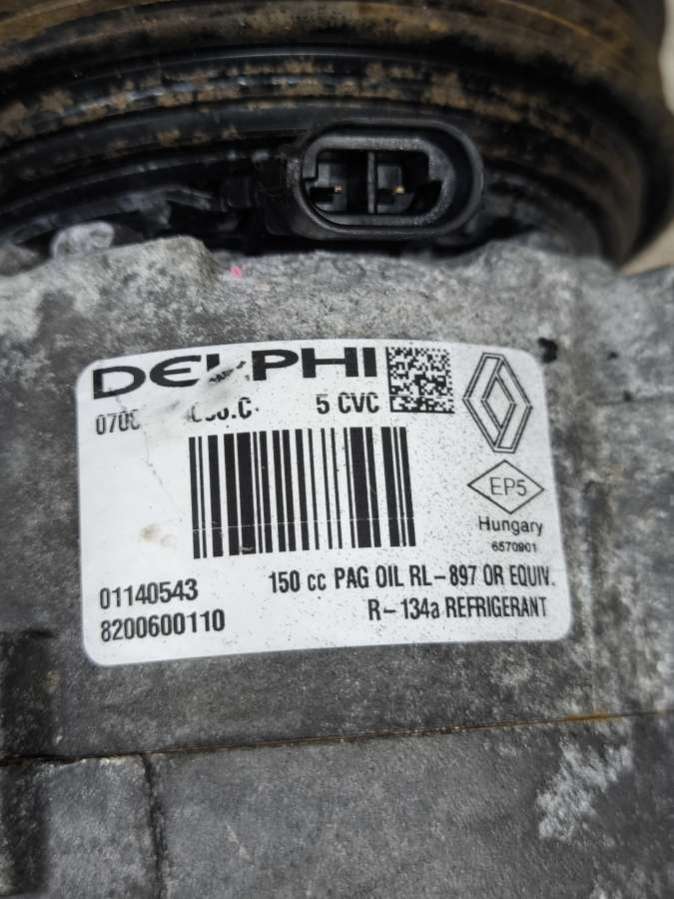 DELPHI
5 CVC
EP5
Hungary
6570901
01140543
150 cc PAG OIL RL-897 OR EQUIV.
8200600110
R-134a REFRIGERANT